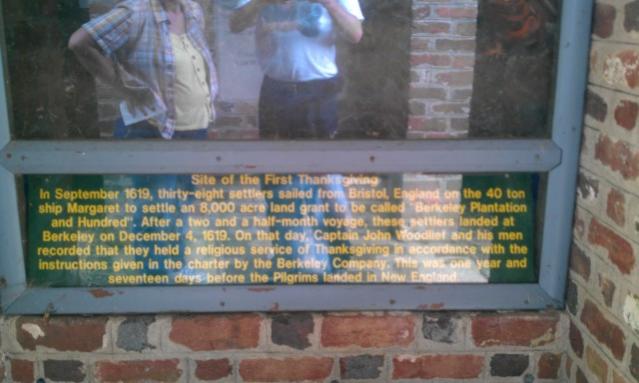 Site of the First Thanksgiving
In September 1619, thirty-eight settlers sailed from Bristol, England on the 40 ton
ship Margaret to settle an 8,000 acre land grant to be called "Berkeley Plantation
and Hundred". After a two and a half-month voyage, these settlers landed at
Berkeley on December 4, 1619. On that day, Captain John Woodlief and his men
recorded that they held a religious service of Thanksgiving in accordance with the
instructions given in the charter by the Berkeley Company. This was one year and
seventeen days before the Pilgrims landed in New England.